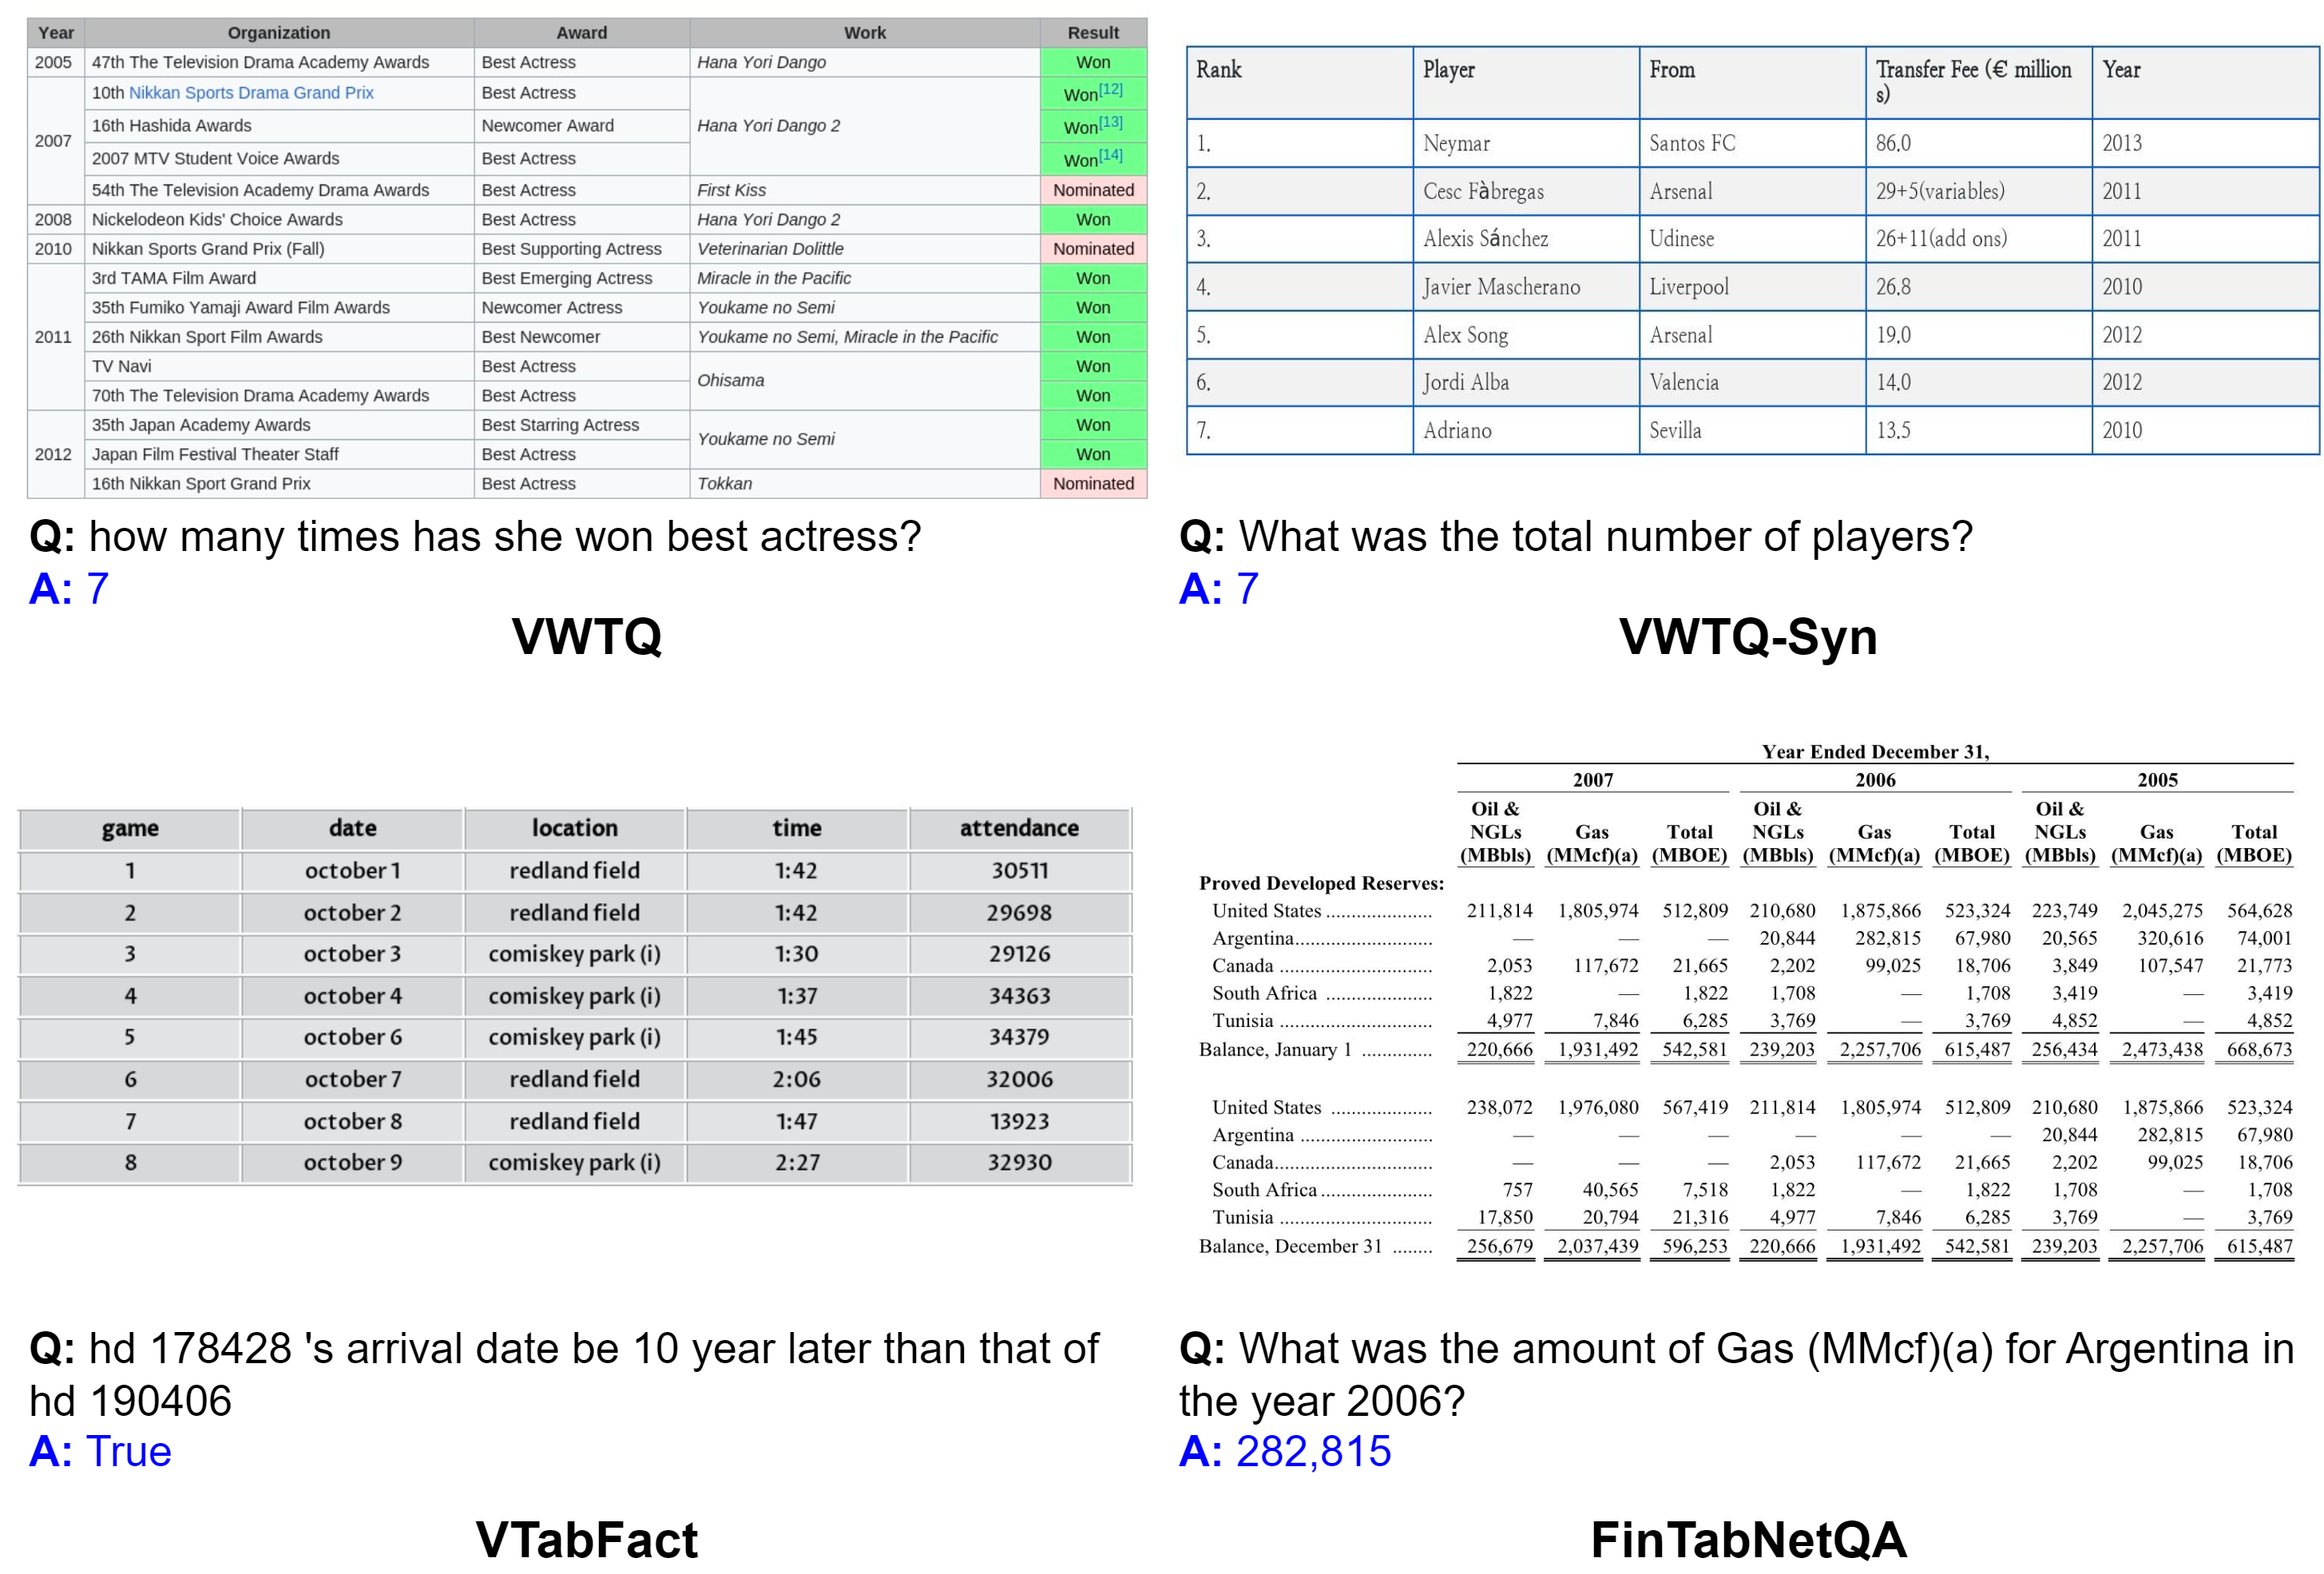 Year Organization Award Work Result
2005 47th The Television Drama Academy Awards Best Actress Hana Yori Dango Won
2007 10th Nikkan Sports Drama Grand Prix Best Actress Hana Yori Dango 2 Won[12]
16th Hashida Awards Newcomer Award Won[13]
2007 MTV Student Voice Awards Best Actress Won[14]
54th The Television Academy Drama Awards Best Actress First Kiss Nominated
2008 Nickelodeon Kids' Choice Awards Best Actress Hana Yori Dango 2 Won
2010 Nikkan Sports Grand Prix (Fall) Best Supporting Actress Veterinarian Dolittle Nominated
2011 3rd TAMA Film Award Best Emerging Actress Miracle in the Pacific Won
35th Fumiko Yamaji Award Film Awards Newcomer Actress Youkame no Semi Won
26th Nikkan Sport Film Awards Best Newcomer Youkame no Semi, Miracle in the Pacific Won
TV Navi Best Actress Ohisama Won
70th The Television Drama Academy Awards Best Actress Won
2012 35th Japan Academy Awards Best Starring Actress Youkame no Semi Won
Japan Film Festival Theater Staff Best Actress Won
16th Nikkan Sport Grand Prix Best Actress Tokkan Nominated
Q: how many times has she won best actress?
A: 7
VWTQ
Rank Player From Transfer Fee (€ million
s) Year
1. Neymar Santos FC 86.0 2013
2. Cesc Fàbregas Arsenal 29+5(variables) 2011
3. Alexis Sánchez Udinese 26+11(add ons) 2011
4. Javier Mascherano Liverpool 26.8 2010
5. Alex Song Arsenal 19.0 2012
6. Jordi Alba Valencia 14.0 2012
7. Adriano Sevilla 13.5 2010
Q: What was the total number of players?
A: 7
VWTQ-Syn
game date location time attendance
1 october 1 redland field 1:42 30511
2 october 2 redland field 1:42 29698
3 october 3 comiskey park (i) 1:30 29126
4 october 4 comiskey park (i) 1:37 34363
5 october 6 comiskey park (i) 1:45 34379
6 october 7 redland field 2:06 32006
7 october 8 redland field 1:47 13923
8 october 9 comiskey park (i) 2:27 32930
Q: hd 178428 's arrival date be 10 year later than that of
hd 190406
A: True
VTabFact
Year Ended December 31,
2007 2006 2005
Oil & Oil & Oil &
NGLs Gas Total NGLs Gas Total NGLs Gas Total
(MBbls) (MMcf)(a) (MBOE) (MBbls) (MMcf)(a) (MBOE) (MBbls) (MMcf)(a) (MBOE)
Proved Developed Reserves:
United States ..................... 211,814 1,805,974 512,809 210,680 1,875,866 523,324 223,749 2,045,275 564,628
Argentina........................... — — — 20,844 282,815 67,980 20,565 320,616 74,001
Canada .............................. 2,053 117,672 21,665 2,202 99,025 18,706 3,849 107,547 21,773
South Africa ..................... 1,822 — 1,822 1,708 — 1,708 3,419 — 3,419
Tunisia .............................. 4,977 7,846 6,285 3,769 — 3,769 4,852 — 4,852
Balance, January 1 .............. 220,666 1,931,492 542,581 239,203 2,257,706 615,487 256,434 2,473,438 668,673
United States .................... 238,072 1,976,080 567,419 211,814 1,805,974 512,809 210,680 1,875,866 523,324
Argentina .......................... — — — — — — 20,844 282,815 67,980
Canada............................... — — — 2,053 117,672 21,665 2,202 99,025 18,706
South Africa ...................... 757 40,565 7,518 1,822 — 1,822 1,708 — 1,708
Tunisia .............................. 17,850 20,794 21,316 4,977 7,846 6,285 3,769 — 3,769
Balance, December 31 ........ 256,679 2,037,439 596,253 220,666 1,931,492 542,581 239,203 2,257,706 615,487
Q: What was the amount of Gas (MMcf)(a) for Argentina in
the year 2006?
A: 282,815
FinTabNetQA